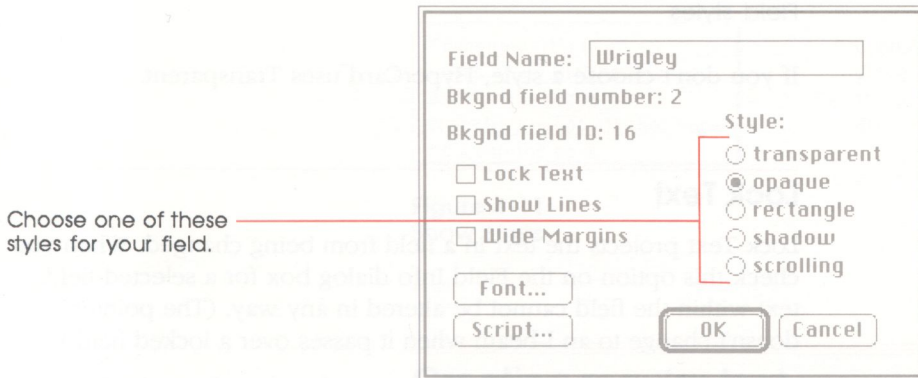 Field Name: Wrigley
Bkgnd field number: 2
Bkgnd field ID: 16
Lock Text
Show Lines
Wide Margins
Font...
Script...
Style:
transparent
opaque
rectangle
shadow
scrolling
OK
Cancel
Choose one of these
styles for your field.